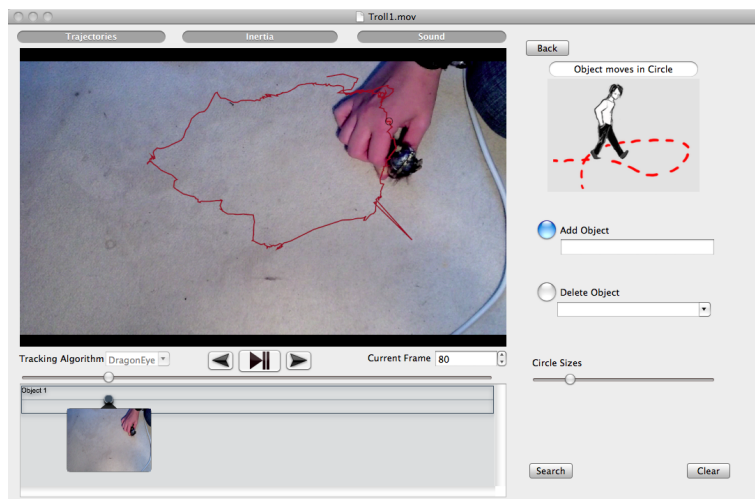 Troll1.mov
Trajectories
Inertia
Sound
Back
Object moves in Circle
Add Object
Delete Object
Tracking Algorithm DragonEye
Current Frame 80
Circle Sizes
Object 1
Search
Clear